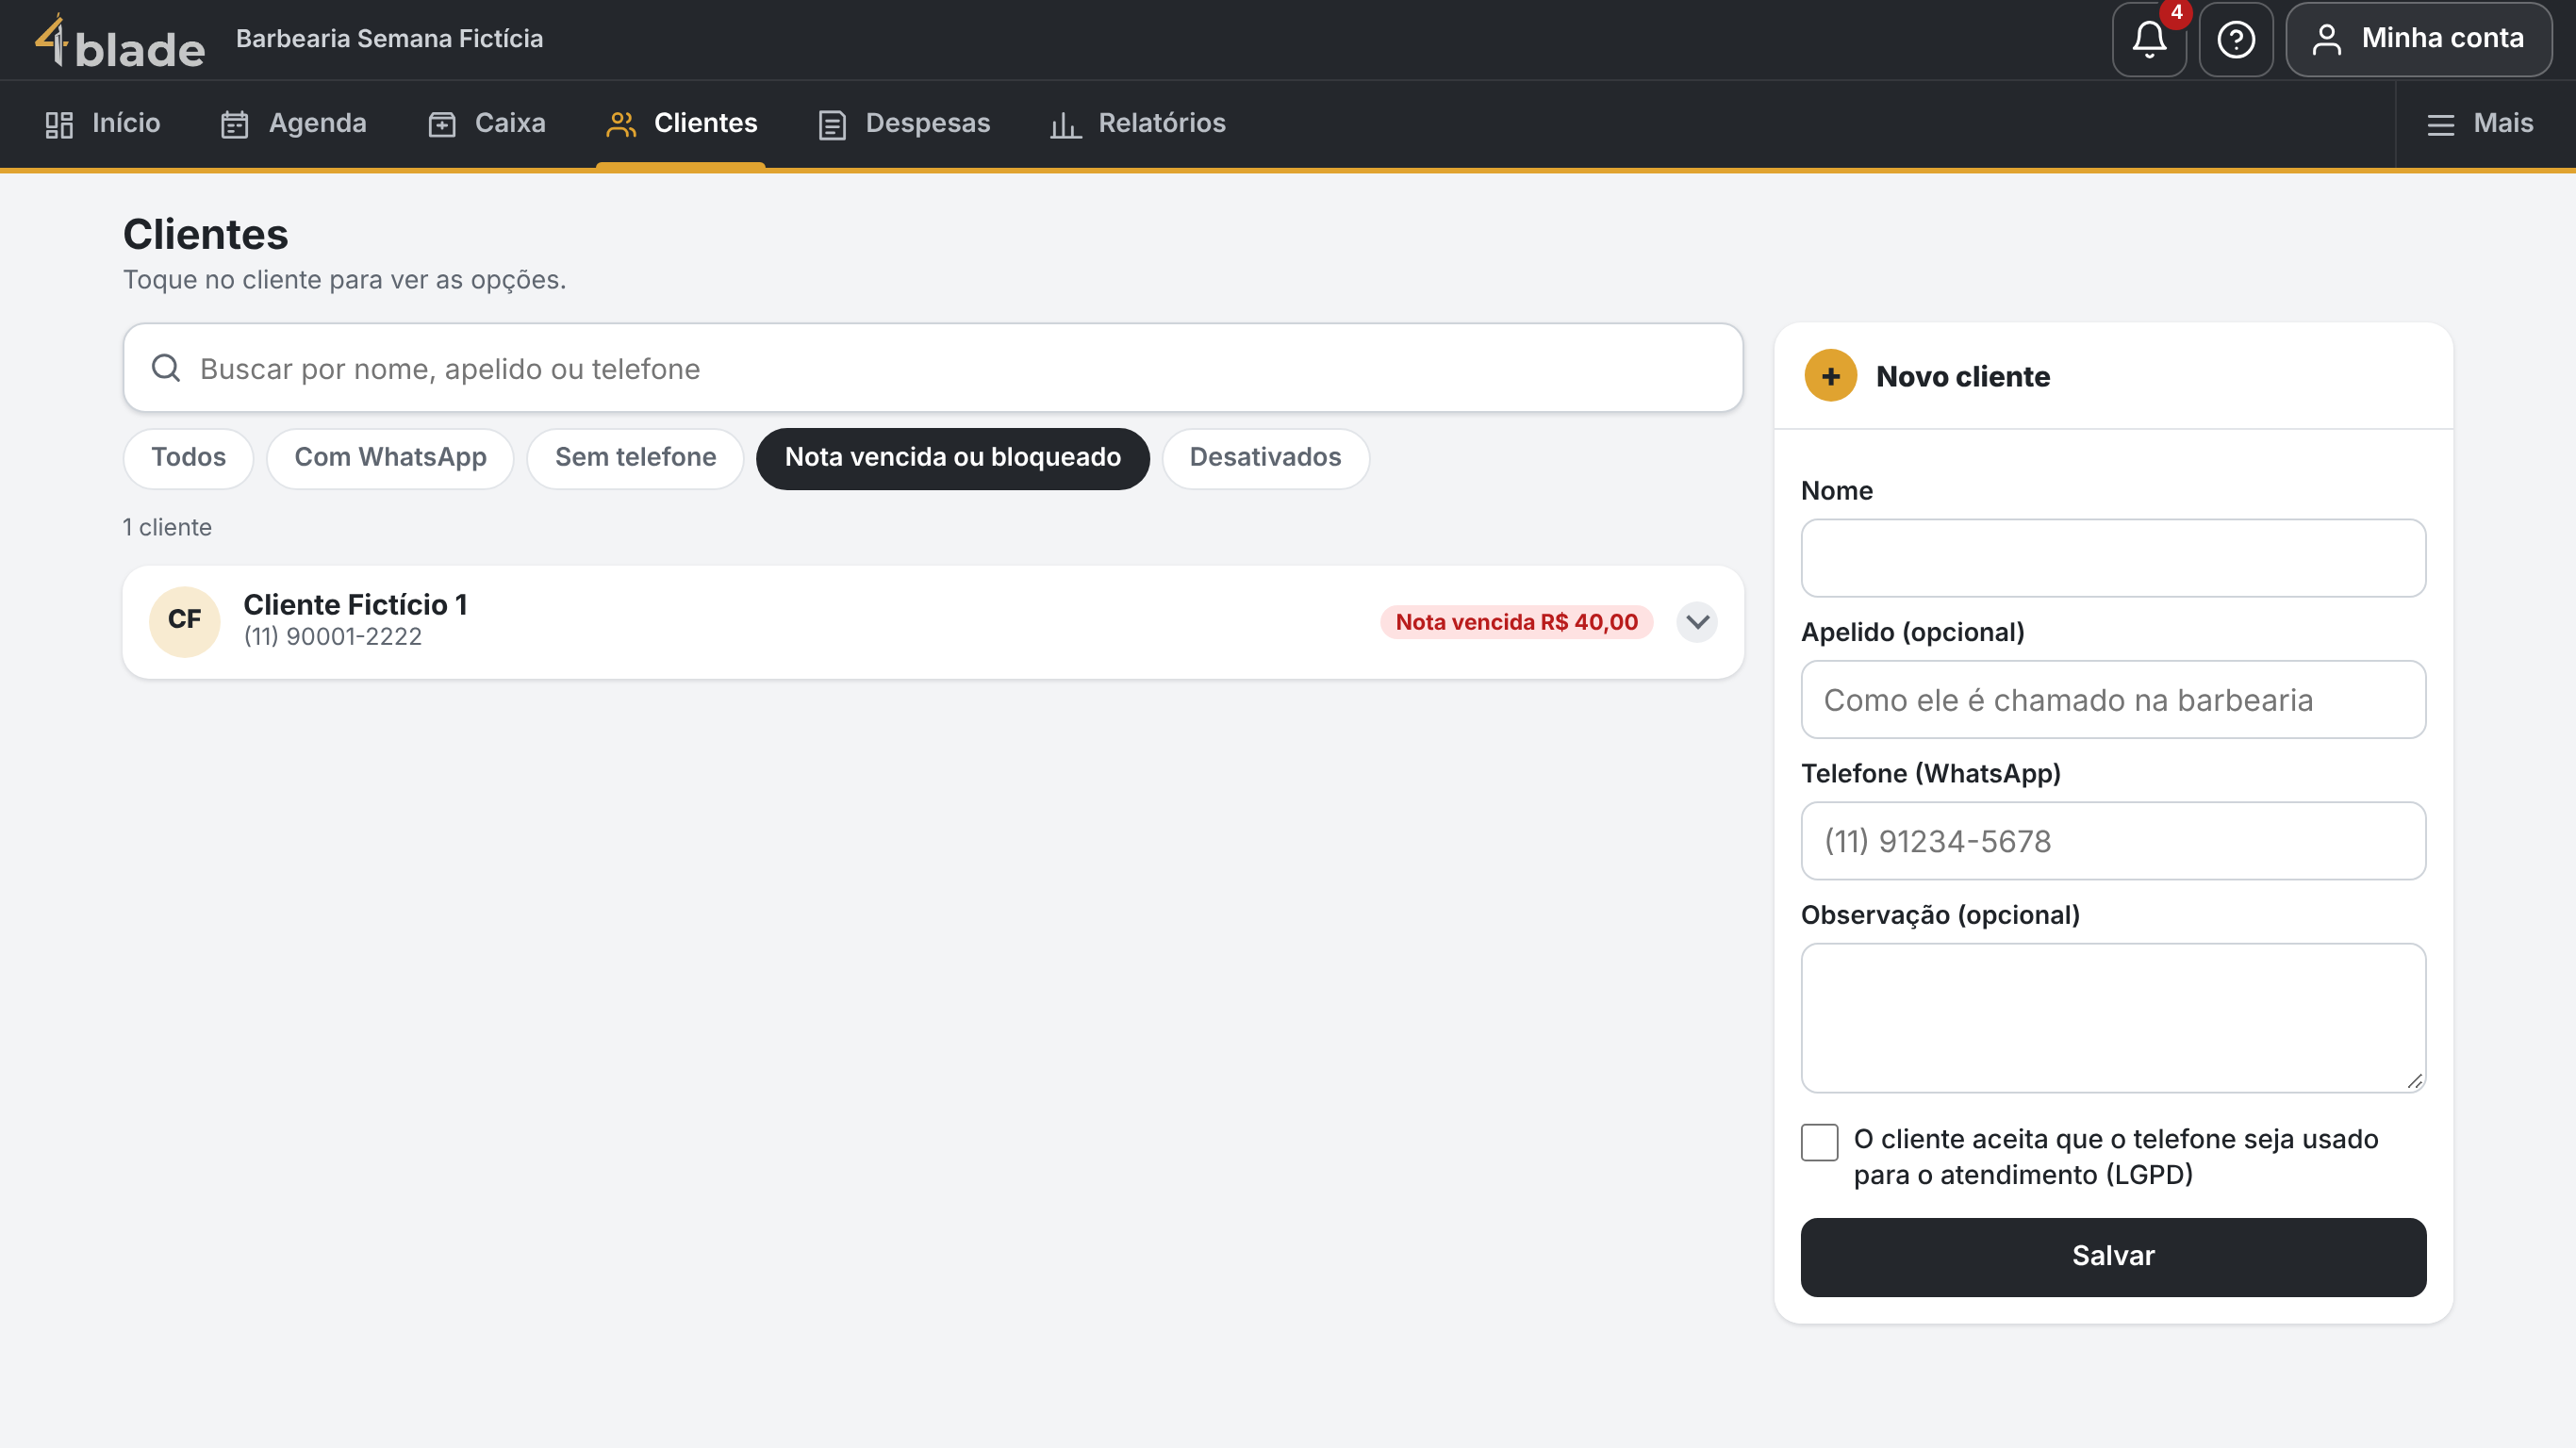 4blade
Barbearia Semana Fictícia
4
Minha conta
Início
Agenda
Caixa
Clientes
Despesas
Relatórios
Mais
Clientes
Toque no cliente para ver as opções.
Buscar por nome, apelido ou telefone
Todos
Com WhatsApp
Sem telefone
Nota vencida ou bloqueado
Desativados
1 cliente
CF
Cliente Fictício 1
(11) 90001-2222
Nota vencida R$ 40,00
+ Novo cliente
Nome
Apelido (opcional)
Como ele é chamado na barbearia
Telefone (WhatsApp)
(11) 91234-5678
Observação (opcional)
O cliente aceita que o telefone seja usado
para o atendimento (LGPD)
Salvar